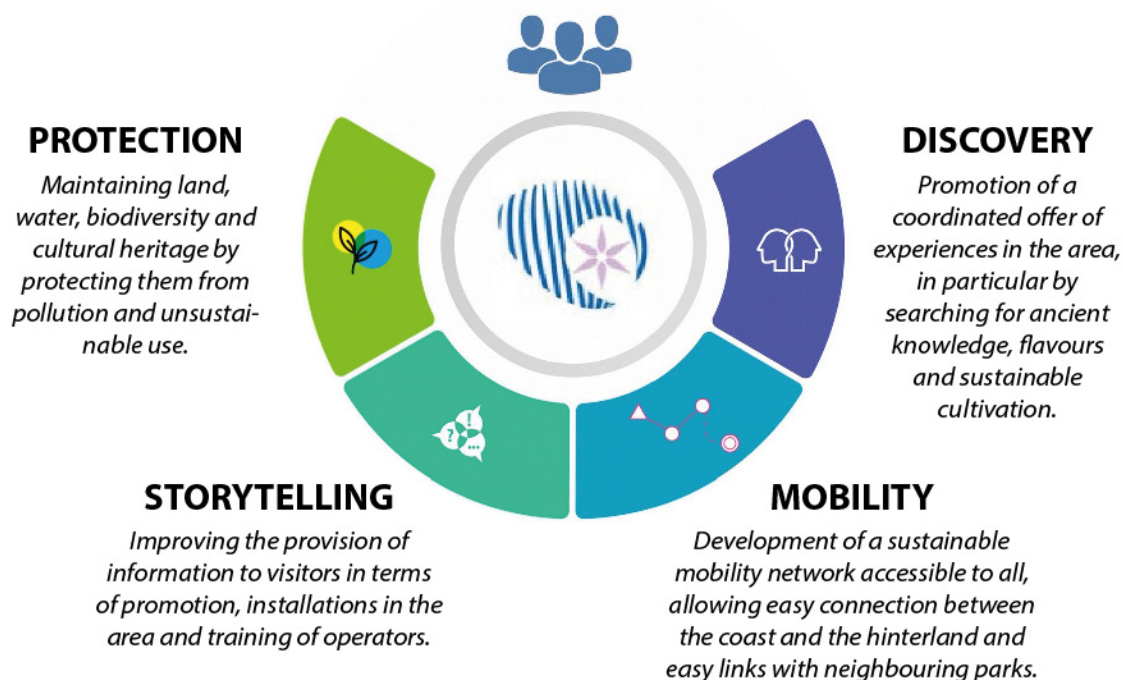 PROTECTION
Maintaining land,
water, biodiversity and
cultural heritage by
protecting them from
pollution and unsustai-
nable use.
DISCOVERY
Promotion of a
coordinated offer of
experiences in the area,
in particular by
searching for ancient
knowledge, flavours
and sustainable
cultivation.
? ! ...
STORYTELLING
Improving the provision of
information to visitors in terms
of promotion, installations in the
area and training of operators.
MOBILITY
Development of a sustainable
mobility network accessible to all,
allowing easy connection between
the coast and the hinterland and
easy links with neighbouring parks.